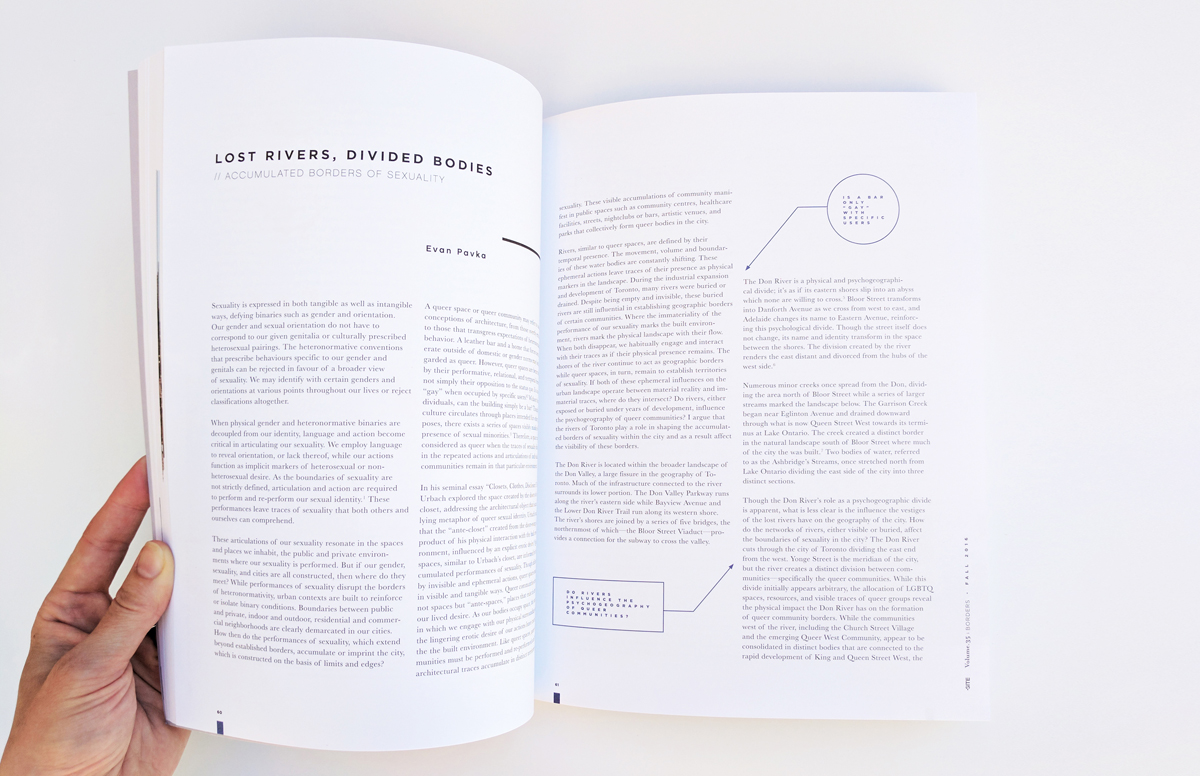 LOST RIVERS, DIVIDED BODIES
// ACCUMULATED BORDERS OF SEXUALITY
Evan Pavka
Sexuality is expressed in both tangible as well as intangible
ways, defying binaries such as gender and orientation.
Our gender and sexual orientation do not have to
correspond to our given genitalia or culturally prescribed
heterosexual pairings. The heteronormative conventions
that prescribe behaviours specific to our gender and
genitals can be rejected in favour of a broader view
of sexuality. We may identify with certain genders and
orientations at various points throughout our lives or reject
classifications altogether.
When physical gender and heteronormative binaries are
decoupled from our identity, language and action become
critical in articulating our sexuality. We employ language
to reveal orientation, or lack thereof, while our actions
function as implicit markers of heterosexual or non-
heterosexual desire. As the boundaries of sexuality are
not strictly defined, articulation and action are required
to perform and re-perform our sexual identity.¹ These
performances leave traces of sexuality that both others and
ourselves can comprehend.
These articulations of our sexuality resonate in the spaces
and places we inhabit, the public and private environ-
ments where our sexuality is performed. But if our gender,
sexuality, and cities are all constructed, then where do they
meet? While performances of sexuality disrupt the borders
of heteronormativity, urban contexts are built to reinforce
or isolate binary conditions. Boundaries between public
and private, indoor and outdoor, residential and commer-
cial neighborhoods are clearly demarcated in our cities.
How then do the performances of sexuality, which extend
beyond established borders, accumulate or imprint the city,
which is constructed on the basis of limits and edges?
A queer space or queer community may
conceptions of architecture, from those
to those that transgress expectations of
behavior. A leather bar and a home that
erate outside of domestic or gender
garded as queer. However, queer spaces
by their performative, relational, and
not simply their opposition to the
"gay" when occupied by specific
dividuals, can the building simply be a
culture circulates through places intended
poses, there exists a series of spaces
presence of sexual minorities. Therefore
considered as queer when the traces of
in the repeated actions and articulations of
communities remain in that particular
In his seminal essay "Closets, Clothes,
Urbach explored the space created by the
closet, addressing the architectural
lying metaphor of queer sexual identity.
that the "ante-closet" created from the
product of his physical interaction with the
ronment, influenced by an explicit
spaces, similar to Urbach's closet, are
cumulated performances of sexuality.
by invisible and ephemeral actions, queer
in visible and tangible ways. Queer
not spaces but "ante-spaces," places that
our lived desire. As our bodies occupy
in which we engage with our physical
the lingering erotic desire of our actions
the the built environment. Like queer
munities must be performed and re-performed
architectural traces accumulate in
60
sexuality. These visible accumulations of community mani-
fest in public spaces such as community centres, healthcare
facilities, streets, nightclubs or bars, artistic venues, and
parks that collectively form queer bodies in the city.
Rivers, similar to queer spaces, are defined by their
temporal presence. The movement, volume and boundar-
ies of these water bodies are constantly shifting. These
ephemeral actions leave traces of their presence as physical
markers in the landscape. During the industrial expansion
and development of Toronto, many rivers were buried or
drained. Despite being empty and invisible, these buried
rivers are still influential in establishing geographic borders
of certain communities. Where the immateriality of the
performance of our sexuality marks the built environ-
ment, rivers mark the physical landscape with their flow.
When both disappear, we habitually engage and interact
with their traces as if their physical presence remains. The
shores of the river continue to act as geographic borders
while queer spaces, in turn, remain to establish territories
of sexuality. If both of these ephemeral influences on the
urban landscape operate between material reality and im-
material traces, where do they intersect? Do rivers, either
exposed or buried under years of development, influence
the psychogeography of queer communities? I argue that
the rivers of Toronto play a role in shaping the accumulat-
ed borders of sexuality within the city and as a result affect
the visibility of these borders.
The Don River is located within the broader landscape of
the Don Valley, a large fissure in the geography of To-
ronto. Much of the infrastructure connected to the river
surrounds its lower portion. The Don Valley Parkway runs
along the river's eastern side while Bayview Avenue and
the Lower Don River Trail run along its western shore.
The river's shores are joined by a series of five bridges, the
northernmost of which—the Bloor Street Viaduct—pro-
vides a connection for the subway to cross the valley.
DO RIVERS
INFLUENCE THE
PSYCHOGEOGRAPHY
OF QUEER
COMMUNITIES?
61
IS A BAR
ONLY
"GAY"
WITH
SPECIFIC
USERS
The Don River is a physical and psychogeographi-
cal divide; it's as if its eastern shores slip into an abyss
which none are willing to cross.⁵ Bloor Street transforms
into Danforth Avenue as we cross from west to east, and
Adelaide changes its name to Eastern Avenue, reinforc-
ing this psychological divide. Though the street itself does
not change, its name and identity transform in the space
between the shores. The division created by the river
renders the east distant and divorced from the hubs of the
west side.⁶
Numerous minor creeks once spread from the Don, divid-
ing the area north of Bloor Street while a series of larger
streams marked the landscape below. The Garrison Creek
began near Eglinton Avenue and drained downward
through what is now Queen Street West towards its termi-
nus at Lake Ontario. The creek created a distinct border
in the natural landscape south of Bloor Street where much
of the city was built.⁷ Two bodies of water, referred
to as the Ashbridge's Streams, once stretched north from
Lake Ontario dividing the east side of the city into three
distinct sections.
Though the Don River's role as a psychogeographic divide
is apparent, what is less clear is the influence the vestiges
of the lost rivers have on the geography of the city. How
do the networks of rivers, either visible or buried, affect
the boundaries of sexuality in the city? The Don River
cuts through the city of Toronto dividing the east end
from the west. Yonge Street is the meridian of the city,
but the river creates a distinct division between com-
munities—specifically the queer communities. While this
divide initially appears arbitrary, the allocation of LGBTQ
spaces, resources, and visible traces of queer groups reveal
the physical impact the Don River has on the formation
of queer community borders. While the communities
west of the river, including the Church Street Village
and the emerging Queer West Community, appear to be
consolidated in distinct bodies that are connected to the
rapid development of King and Queen Street West, the
SITE Volume 35: BORDERS - FALL 2016